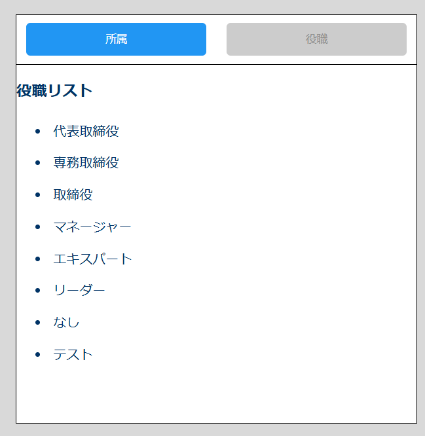 所属
役職
役職リスト
代表取締役
専務取締役
取締役
マネージャー
エキスパート
リーダー
なし
テスト